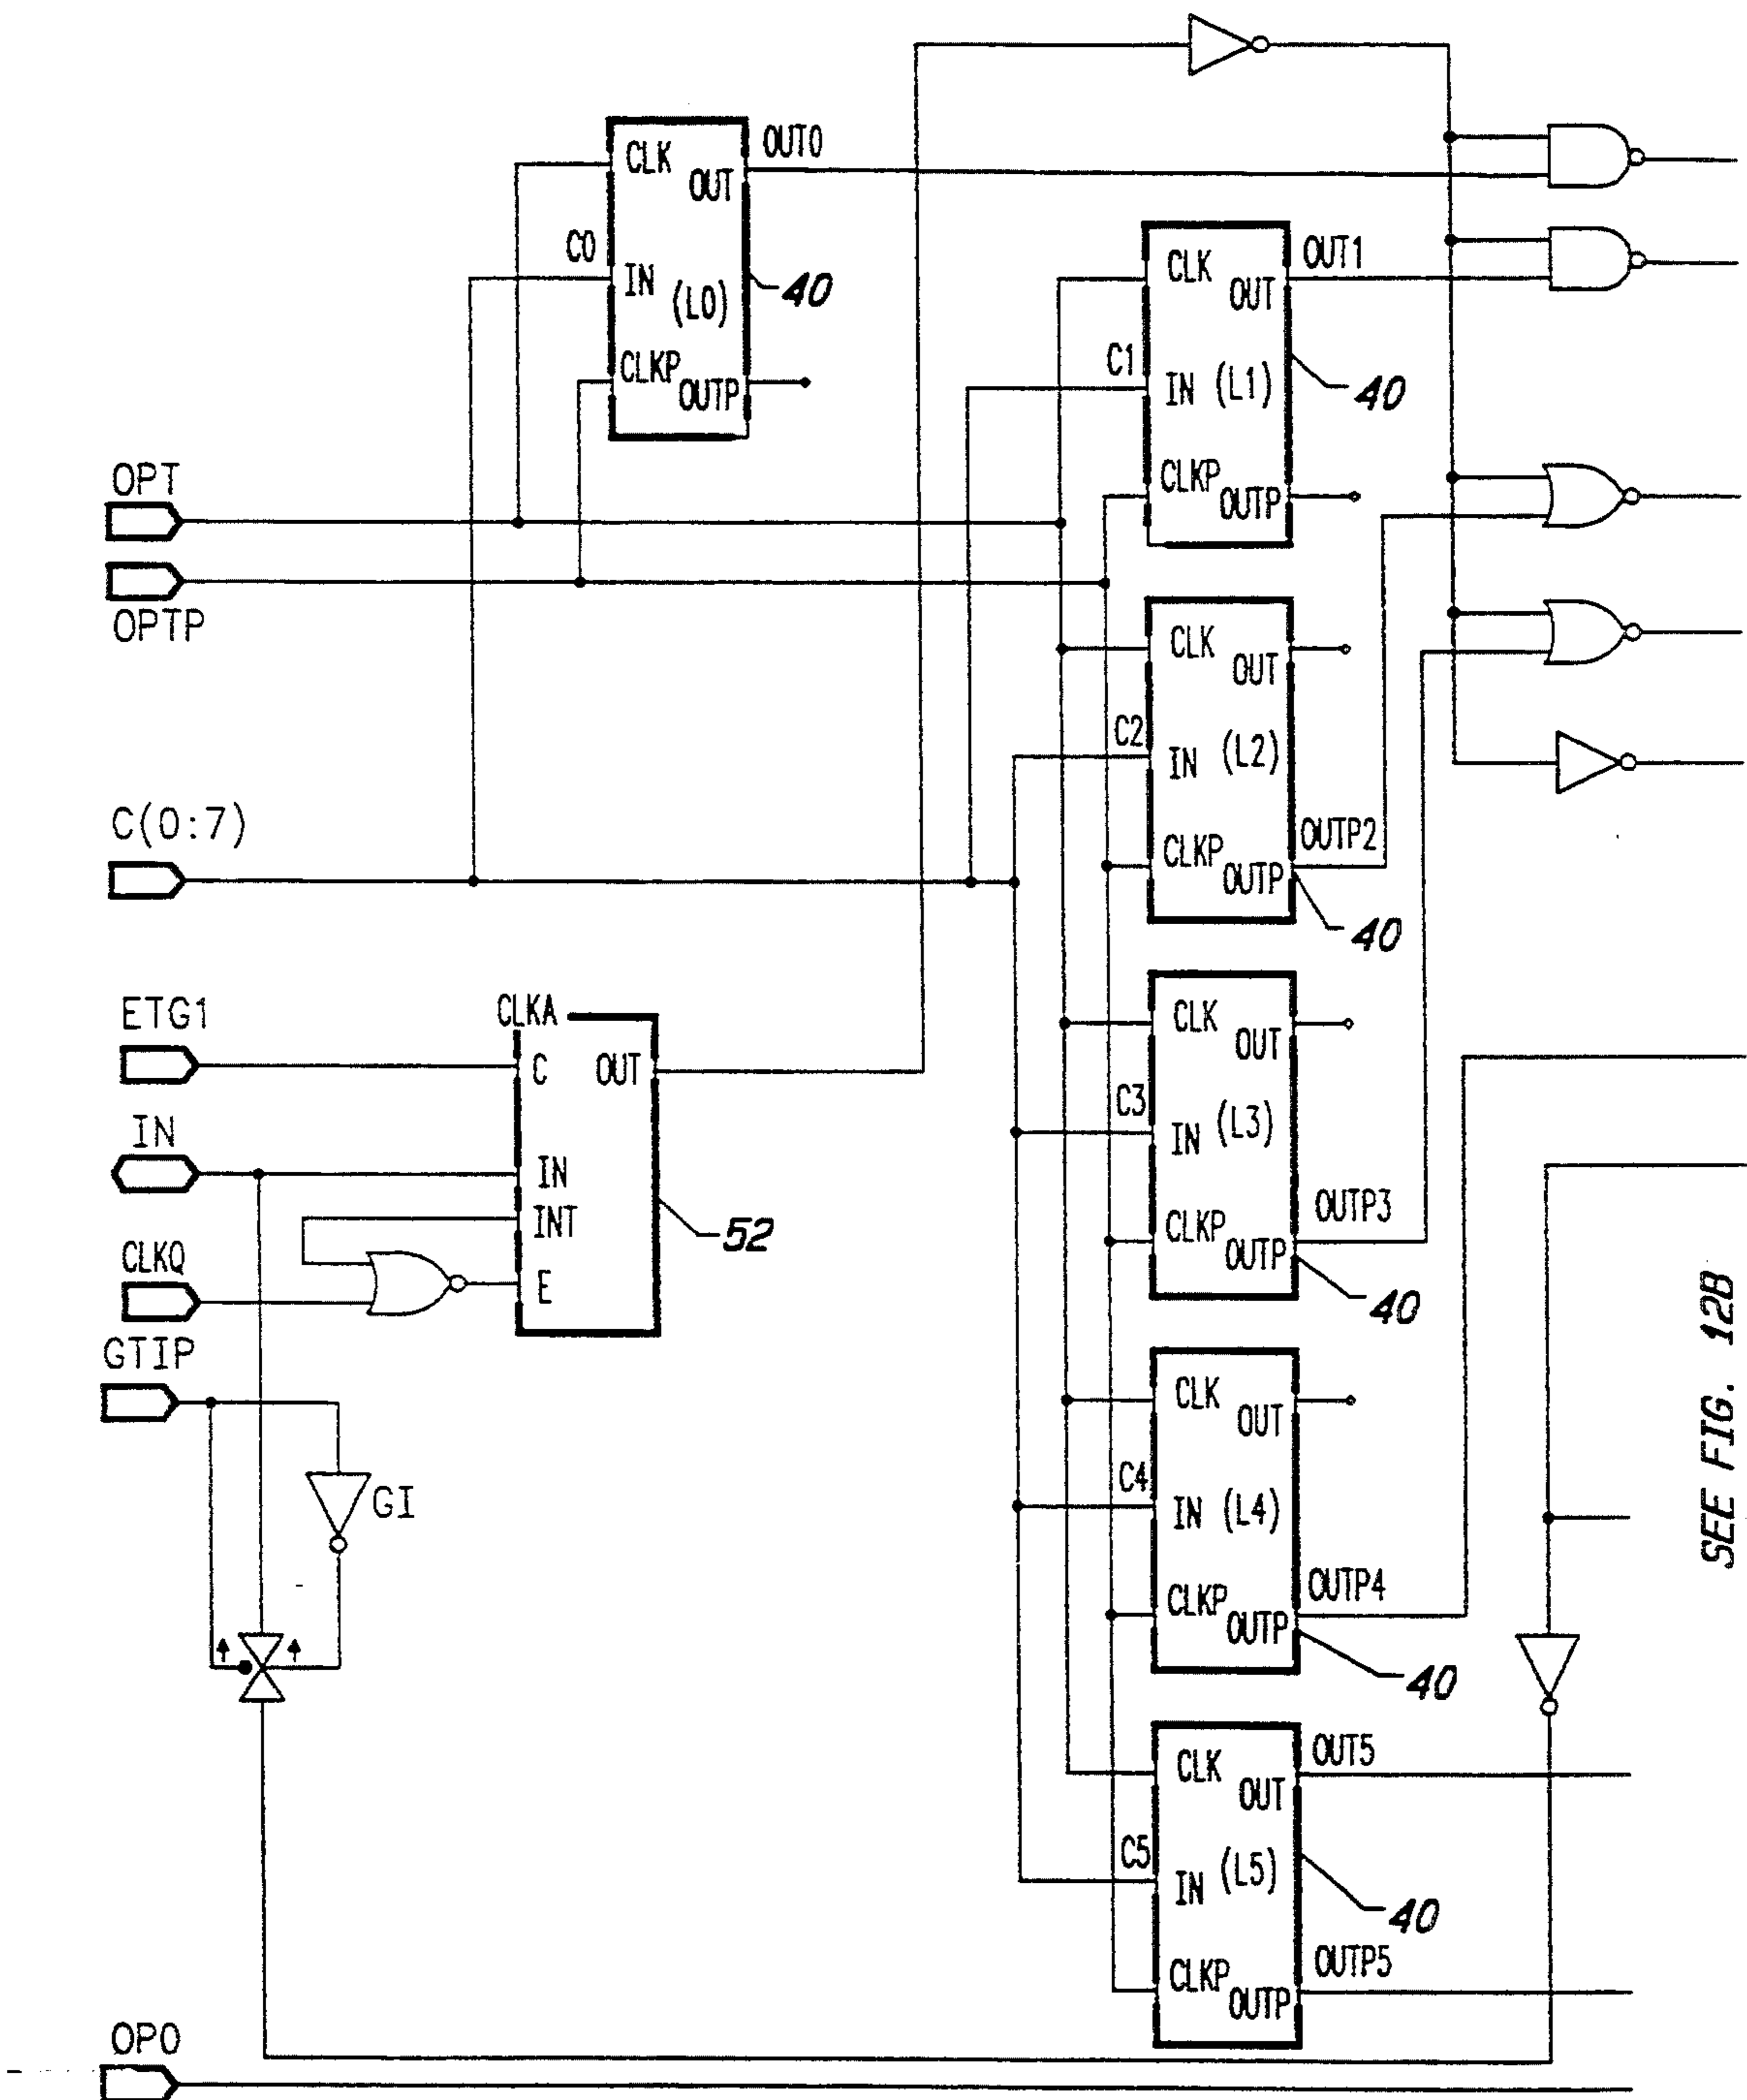 OUT0
CLK
OUT
C0
IN
(L0)
40
CLKP
OUTP
OUT1
CLK
OUT
C1
IN
(L1)
40
CLKP
OUTP
OPT
OPTP
CLK
OUT
C2
IN
(L2)
OUTP2
CLKP
OUTP
40
C(0:7)
ETG1
CLKA
C
OUT
IN
IN
INT
52
CLKQ
E
GTIP
GI
CLK
OUT
C3
IN
(L3)
OUTP3
CLKP
OUTP
40
CLK
OUT
C4
IN
(L4)
OUTP4
CLKP
OUTP
40
SEE FIG. 12B
CLK
OUT5
OUT
C5
IN
(L5)
40
CLKP
OUTP5
OUTP
OPO